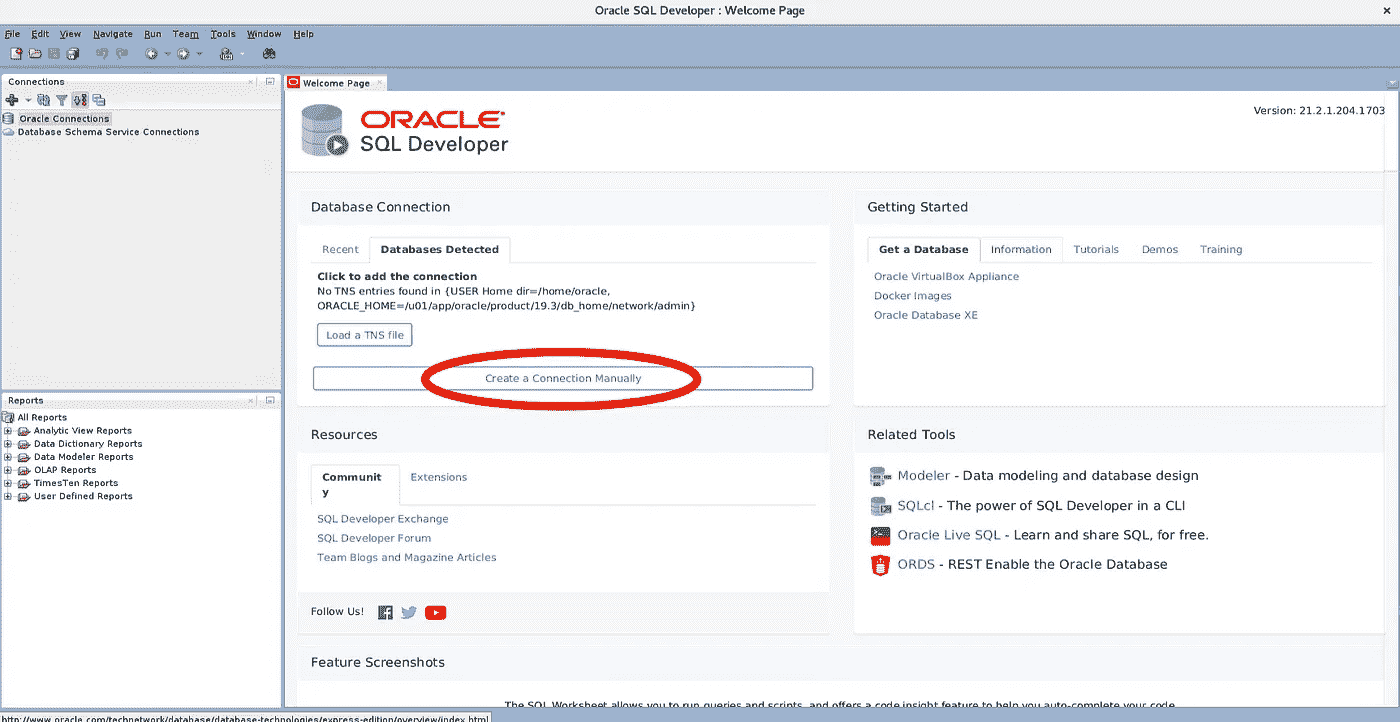 Oracle SQL Developer : Welcome Page
File Edit View Navigate Run Team Tools Window Help
Connections
Oracle Connections
Database Schema Service Connections
Reports
All Reports
Analytic View Reports
Data Dictionary Reports
Data Modeler Reports
OLAP Reports
TimesTen Reports
User Defined Reports
Welcome Page
ORACLE
SQL Developer
Version: 21.2.1.204.1703
Database Connection
Recent Databases Detected
Click to add the connection
No TNS entries found in {USER Home dir=/home/oracle,
ORACLE_HOME=/u01/app/oracle/product/19.3/db_home/network/admin}
Load a TNS file
Create a Connection Manually
Getting Started
Get a Database Information Tutorials Demos Training
Oracle VirtualBox Appliance
Docker Images
Oracle Database XE
Resources
Communit
y
Extensions
SQL Developer Exchange
SQL Developer Forum
Team Blogs and Magazine Articles
Follow Us!
Related Tools
Modeler - Data modeling and database design
SQLcl - The power of SQL Developer in a CLI
Oracle Live SQL - Learn and share SQL, for free.
ORDS - REST Enable the Oracle Database
Feature Screenshots
The SQL Worksheet allows you to run queries and scripts, and offers a code insight feature to help you auto-complete your code.
http://www.oracle.com/technetwork/database/database-technologies/express-edition/overview/index.html